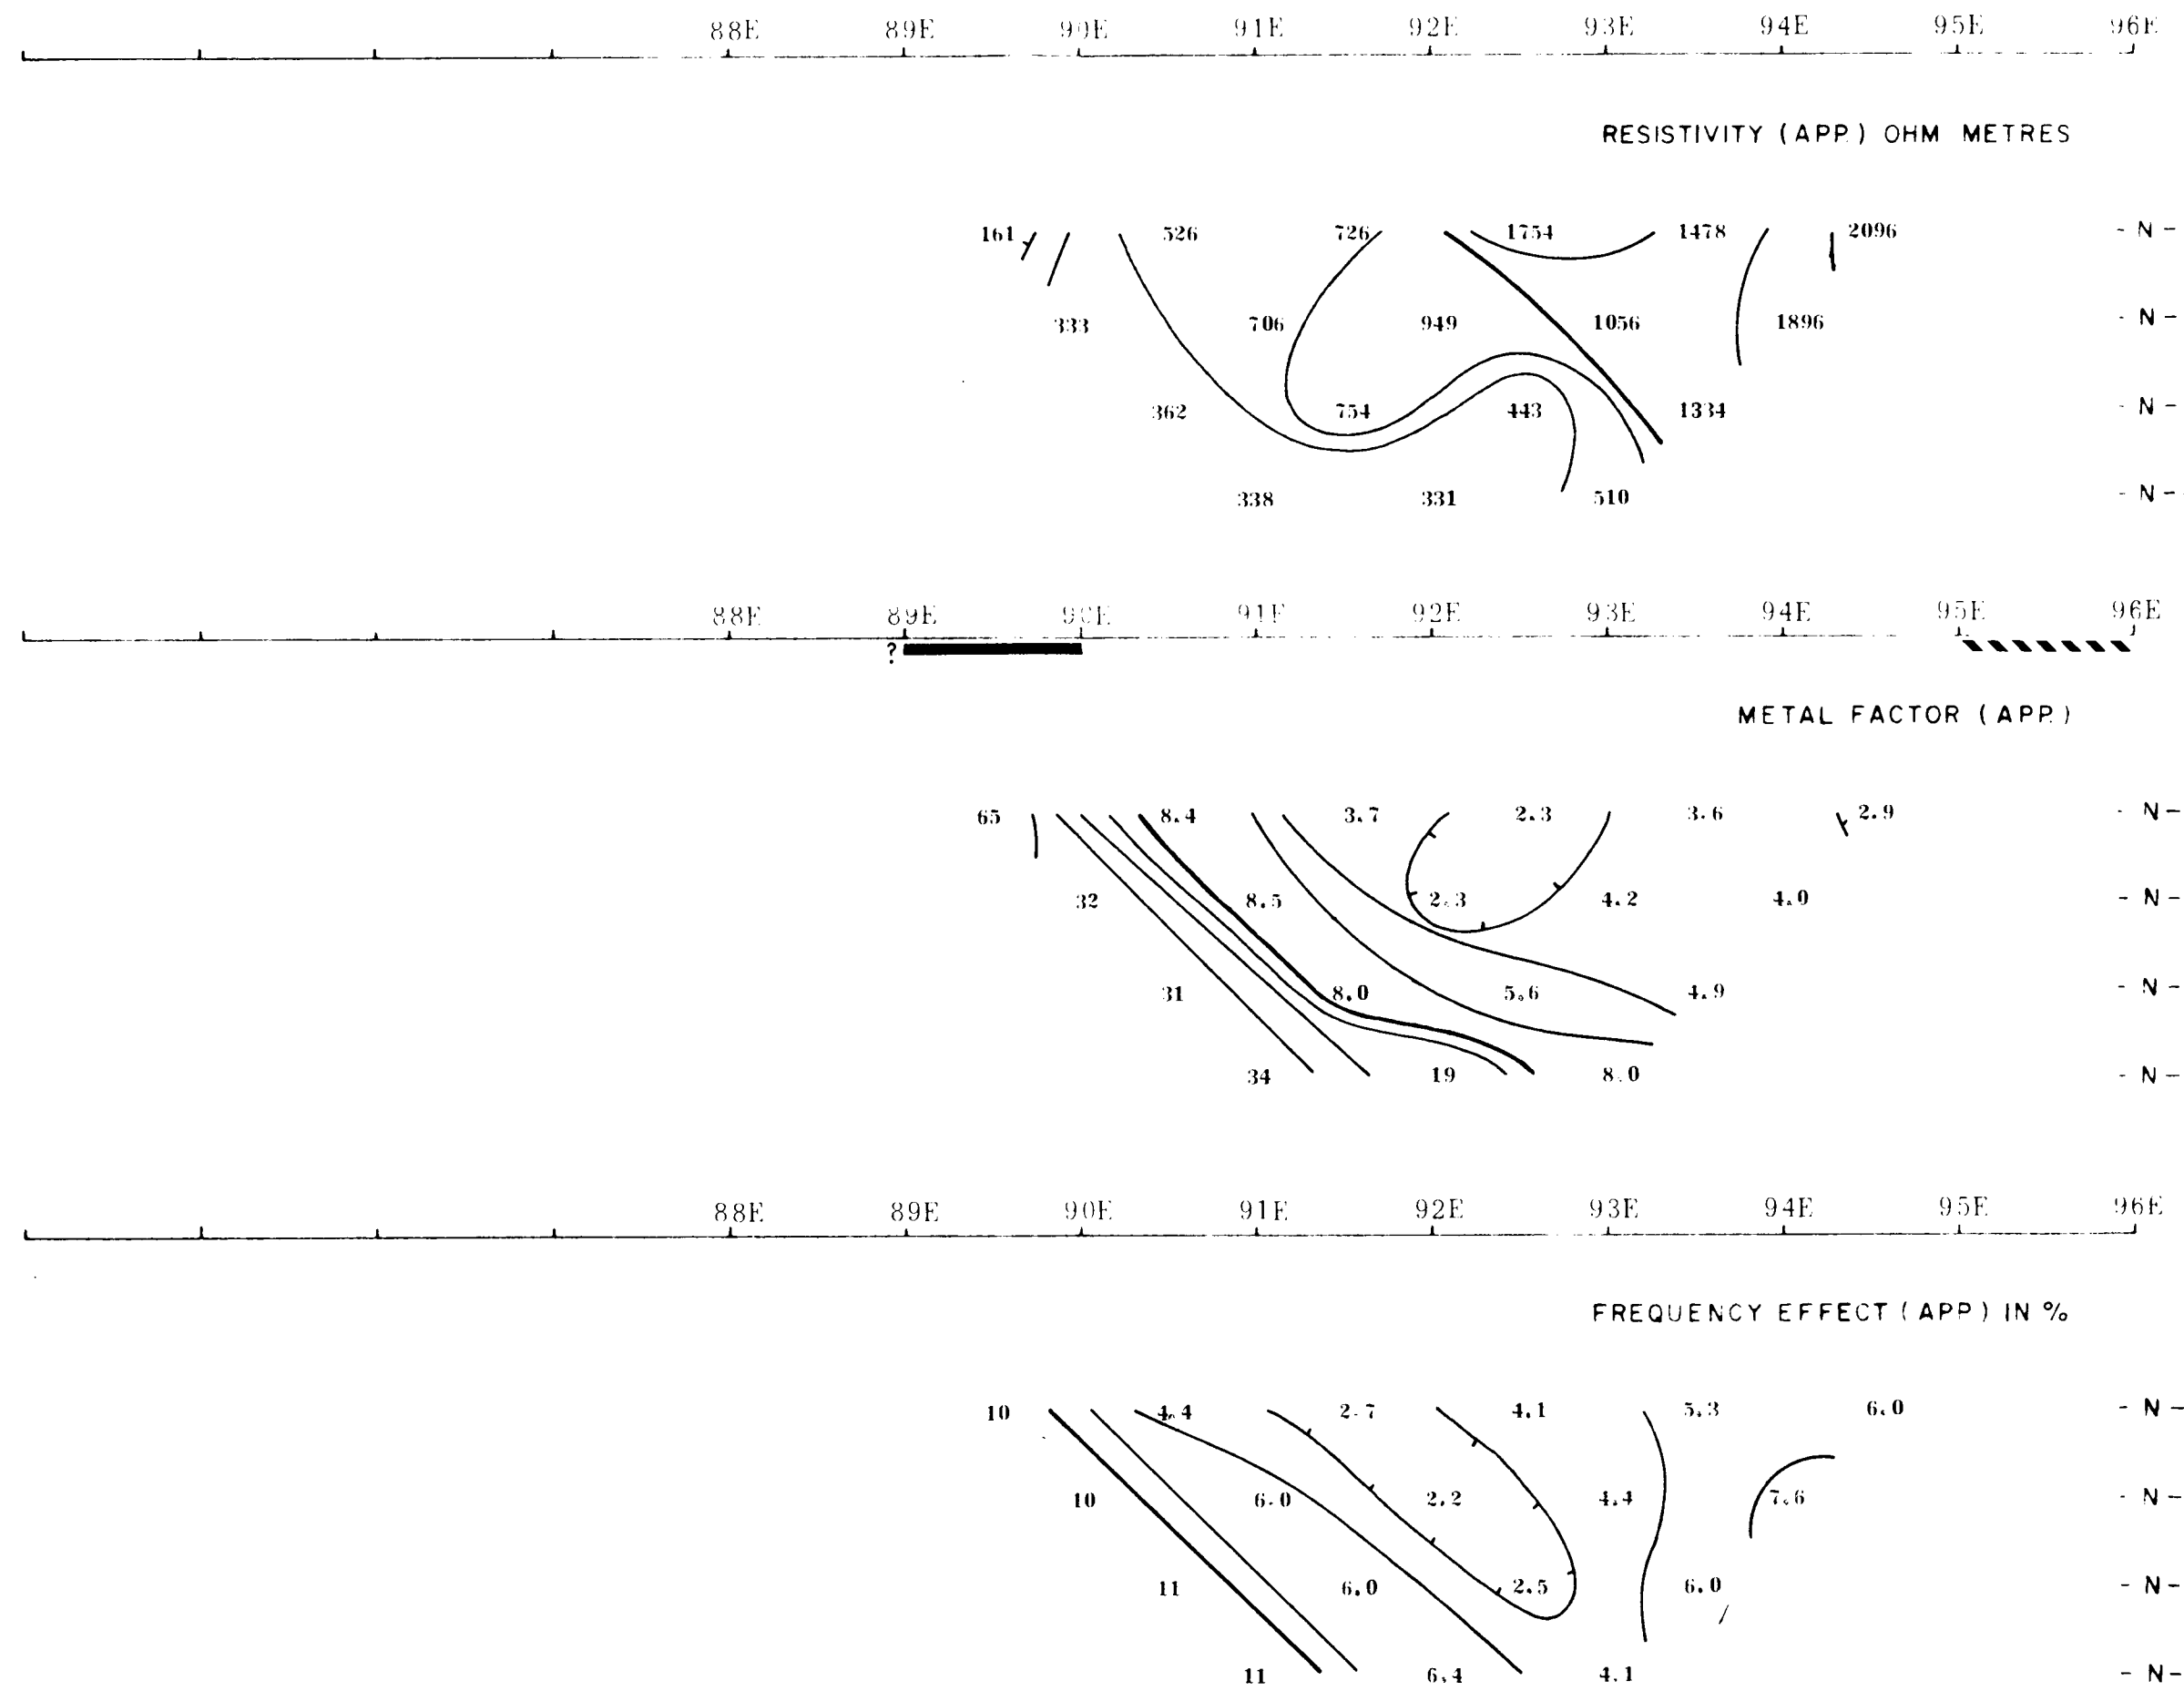 88E 89E 90E 91E 92E 93E 94E 95E 96E
RESISTIVITY (APP.) OHM METRES
161 526 726 1754 1478 2096 - N -
333 706 949 1056 1896 - N -
362 754 443 1334 - N -
338 331 510 - N -
88E 89E 90E 91E 92E 93E 94E 95E 96E
?
METAL FACTOR (APP.)
65 8.4 3.7 2.3 3.6 2.9 - N -
32 8.5 2.3 4.2 4.0 - N -
31 8.0 5.6 4.9 - N -
34 19 8.0 - N -
88E 89E 90E 91E 92E 93E 94E 95E 96E
FREQUENCY EFFECT (APP) IN %
10 4.4 2.7 4.1 5.3 6.0 - N -
10 6.0 2.2 4.4 7.6 - N -
11 6.0 2.5 6.0 - N -
11 6.4 4.1 - N -